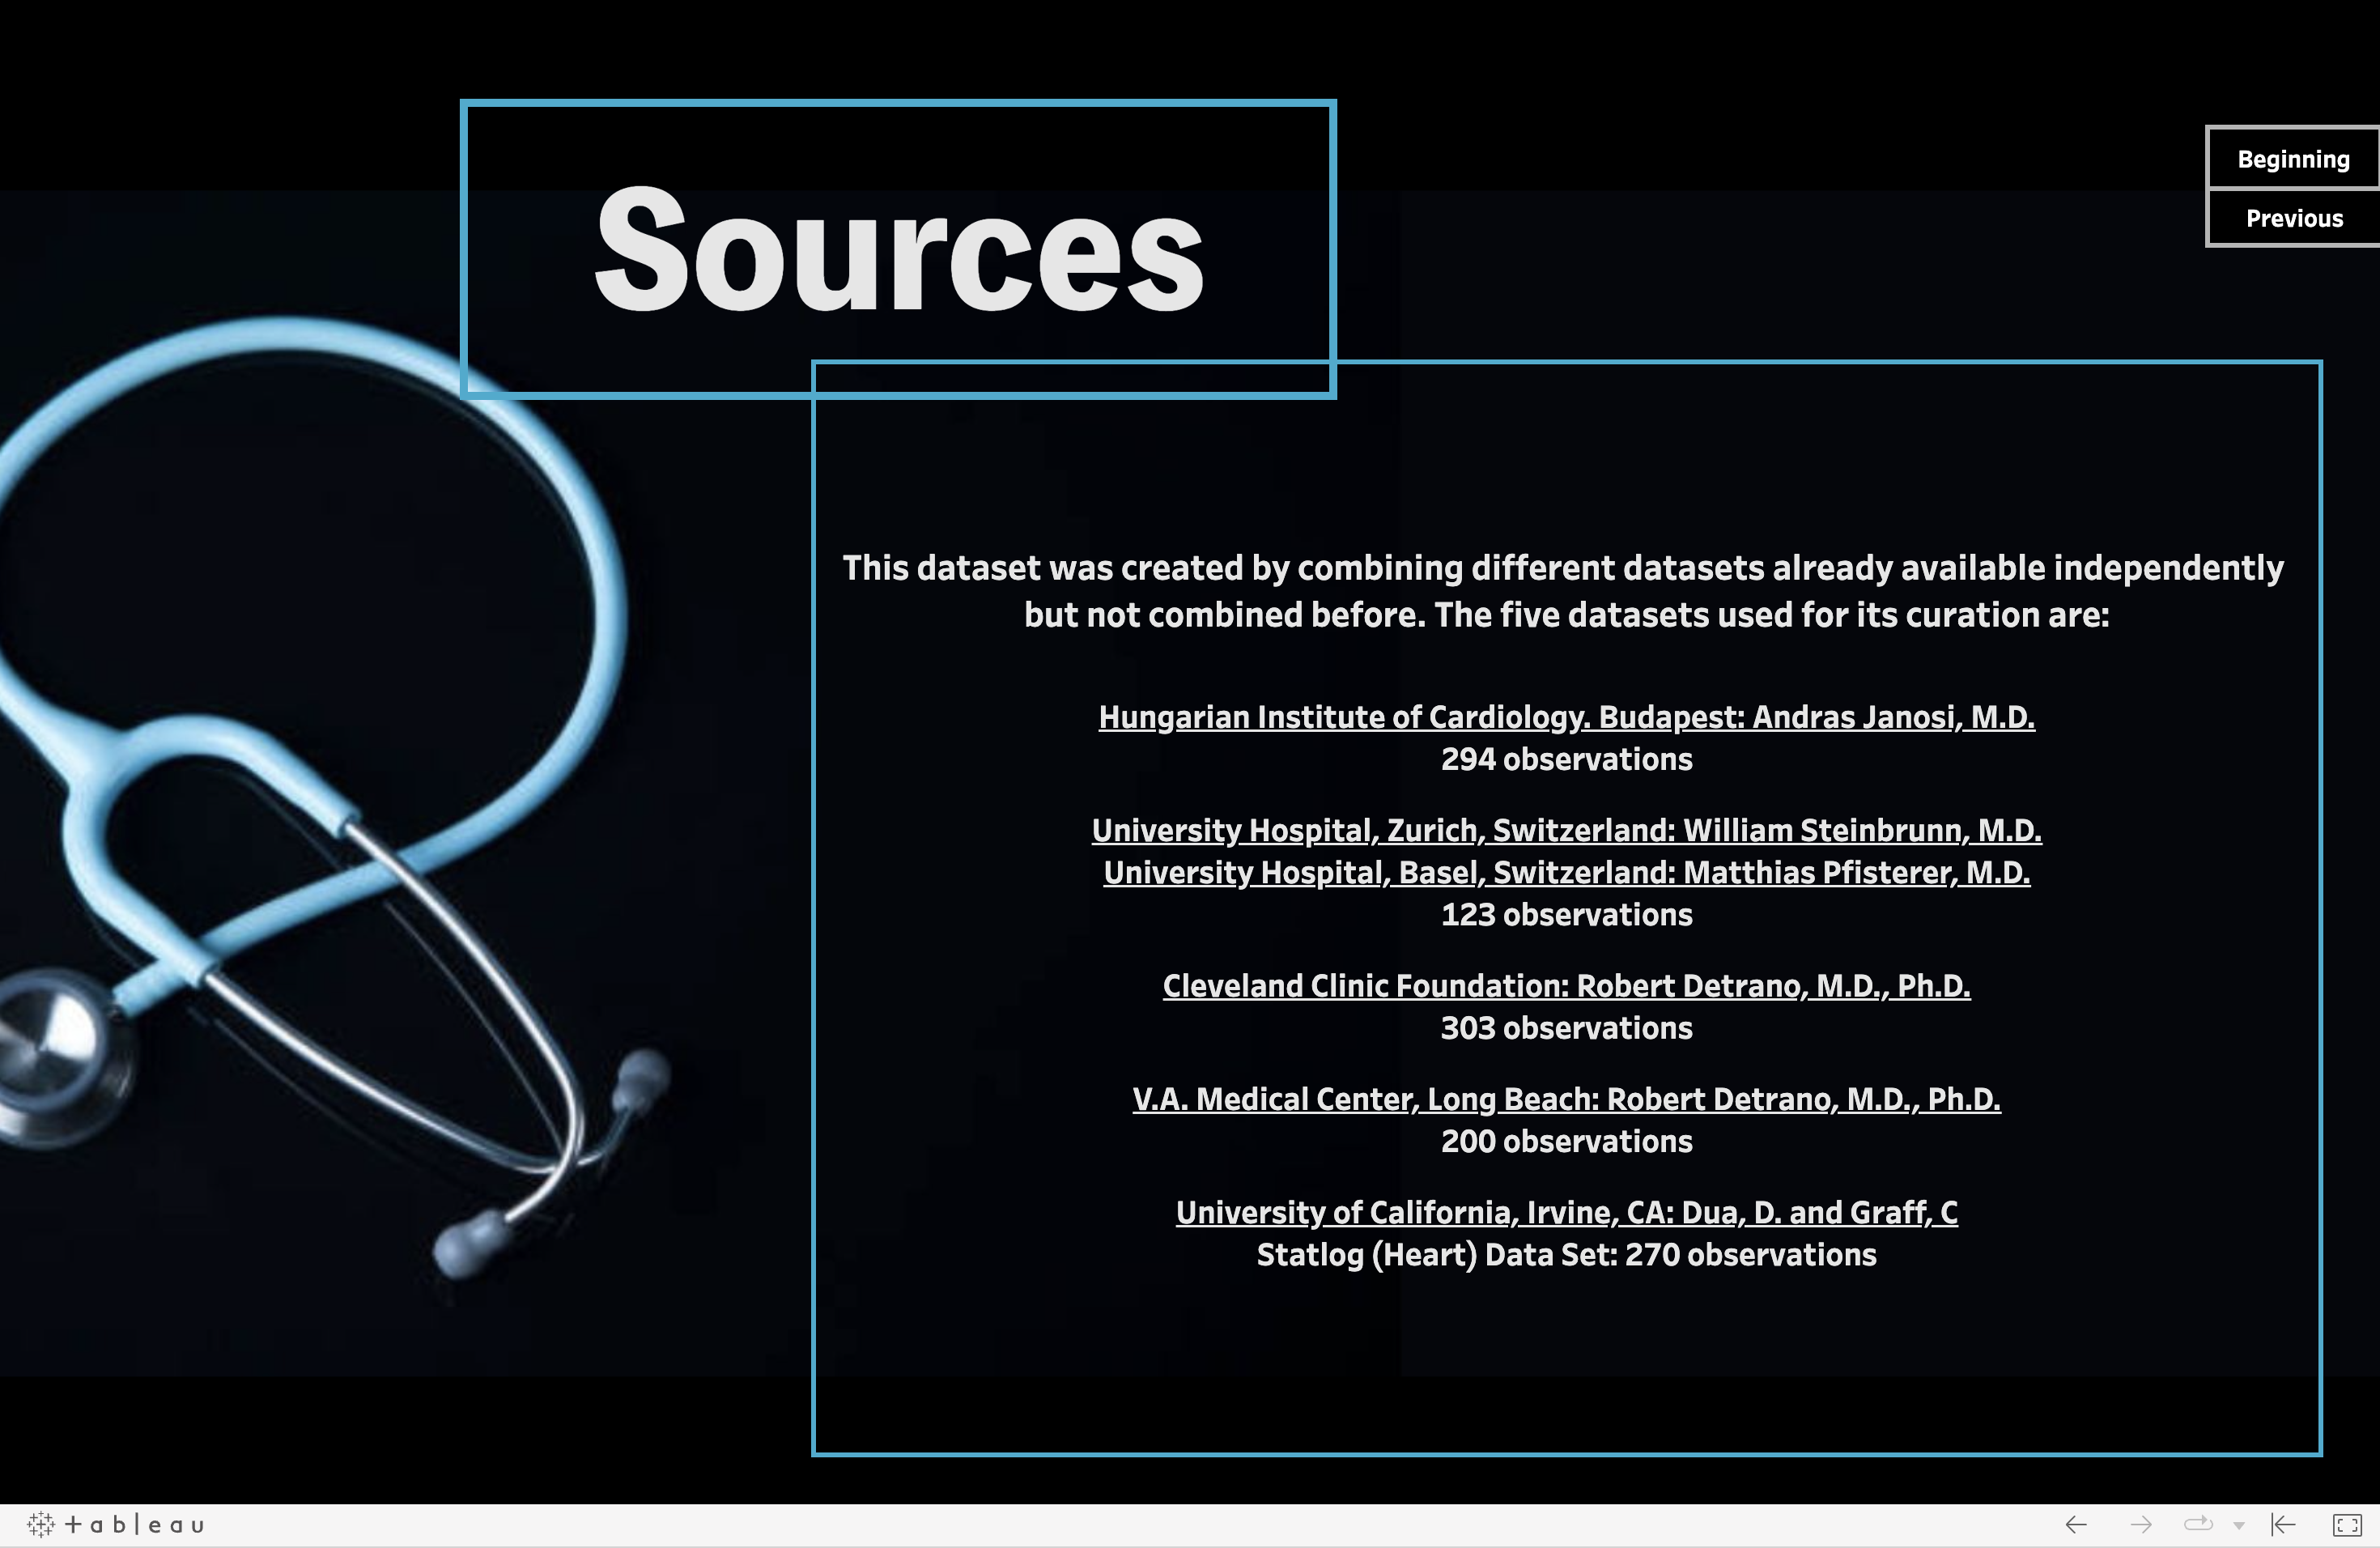 Sources
Beginning
Previous
This dataset was created by combining different datasets already available independently
but not combined before. The five datasets used for its curation are:
Hungarian Institute of Cardiology. Budapest: Andras Janosi, M.D.
294 observations
University Hospital, Zurich, Switzerland: William Steinbrunn, M.D.
University Hospital, Basel, Switzerland: Matthias Pfisterer, M.D.
123 observations
Cleveland Clinic Foundation: Robert Detrano, M.D., Ph.D.
303 observations
V.A. Medical Center, Long Beach: Robert Detrano, M.D., Ph.D.
200 observations
University of California, Irvine, CA: Dua, D. and Graff, C
Statlog (Heart) Data Set: 270 observations
tableau